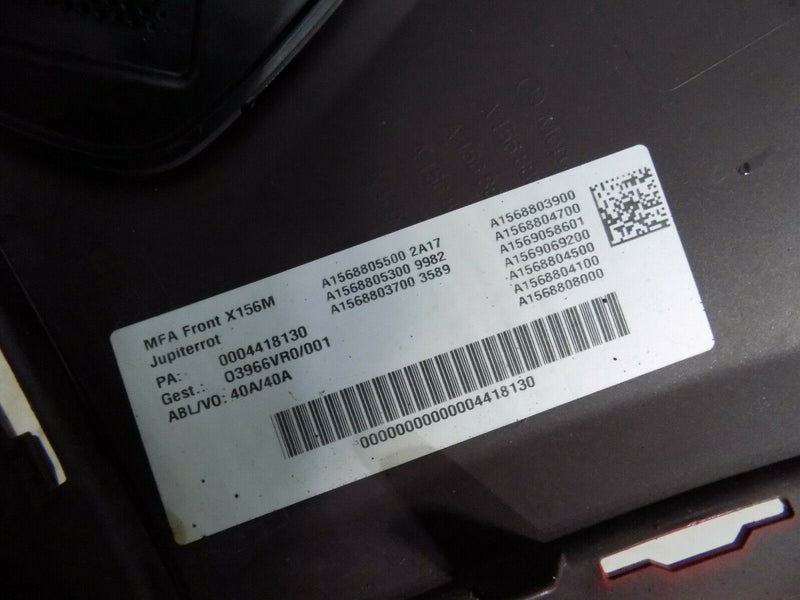 MFA Front X156M
Jupiterrot
PA: 0004418130
Gest.: 03966VR0/001
ABL/VO: 40A/40A
A1568805500 2A17
A1568805300 9982
A1568803700 3589
A1568803900
A1568804700
A1569058601
A1569069200
A1568804500
A1568804100
A1568808000
00000000000004418130